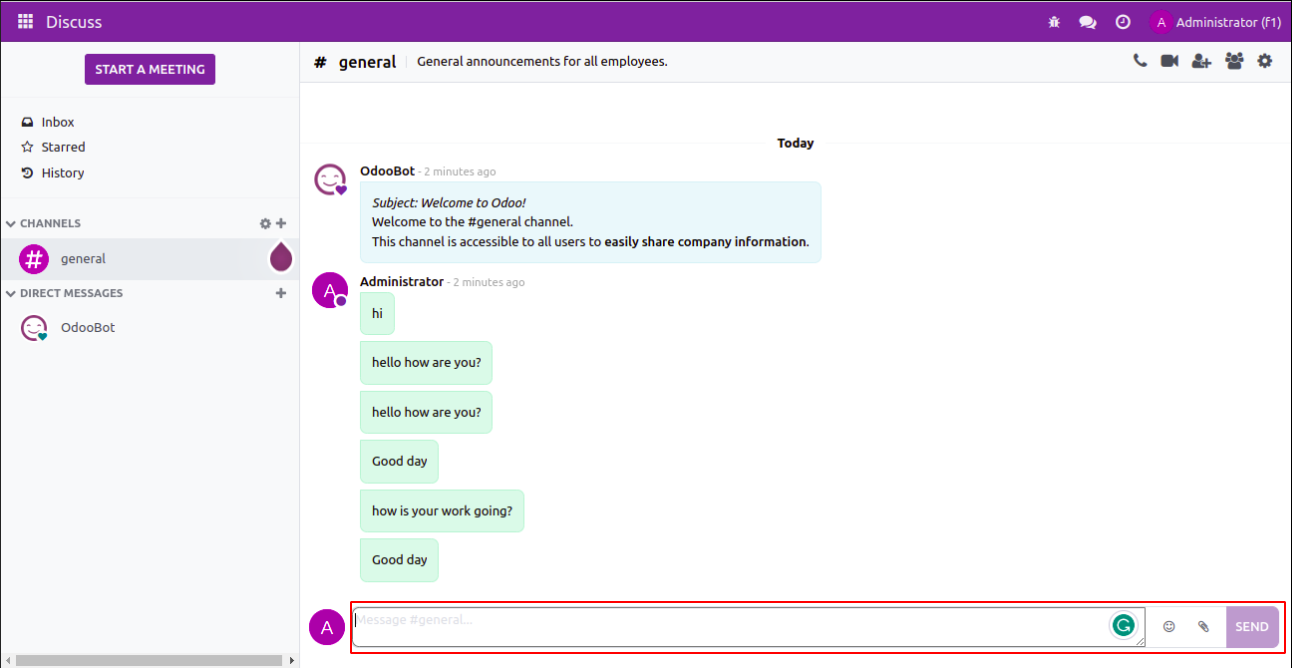 Discuss
A Administrator (f1)
START A MEETING
# general General announcements for all employees.
Inbox
Starred
History
CHANNELS
# general
DIRECT MESSAGES
OdooBot
Today
OdooBot - 2 minutes ago
Subject: Welcome to Odoo!
Welcome to the #general channel.
This channel is accessible to all users to easily share company information.
A
Administrator - 2 minutes ago
hi
hello how are you?
hello how are you?
Good day
how is your work going?
Good day
A
Message #general...
G
SEND